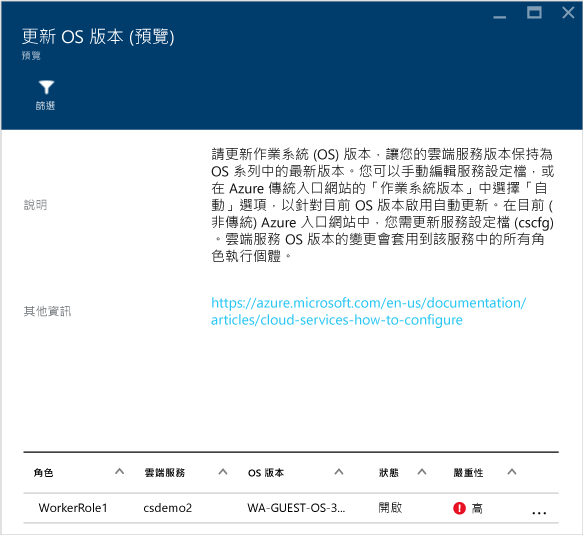 更新 OS 版本 (預覽)
預覽
篩選
說明
請更新作業系統 (OS) 版本，讓您的雲端服務版本保持為
OS 系列中的最新版本。您可以手動編輯服務設定檔，或
在 Azure 傳統入口網站的「作業系統版本」中選擇「自
動」選項，以針對目前 OS 版本啟用自動更新。在目前 (
非傳統) Azure 入口網站中，您需更新服務設定檔 (cscfg)
。雲端服務 OS 版本的變更會套用到該服務中的所有角
色執行個體。
其他資訊
https://azure.microsoft.com/en-us/documentation/
articles/cloud-services-how-to-configure
角色 雲端服務 OS 版本 狀態 嚴重性
WorkerRole1 csdemo2 WA-GUEST-OS-3... 開啟 高 ...